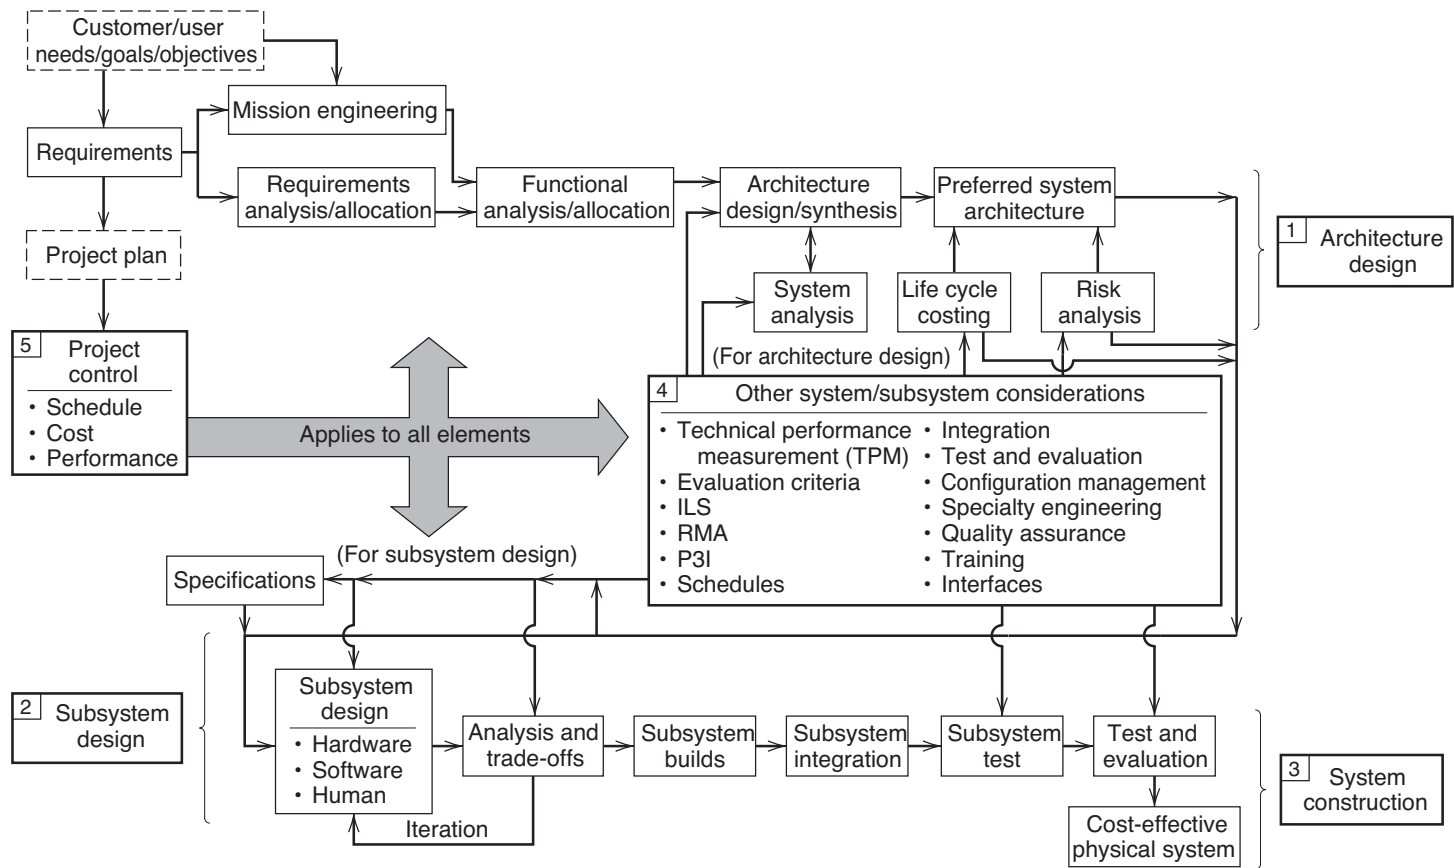 Customer/user
needs/goals/objectives
Mission engineering
Requirements
Requirements
analysis/allocation
Functional
analysis/allocation
Architecture
design/synthesis
Preferred system
architecture
1
Architecture
design
Project plan
System
analysis
Life cycle
costing
Risk
analysis
(For architecture design)
5
Project
control
• Schedule
• Cost
• Performance
Applies to all elements
4
Other system/subsystem considerations
• Technical performance
measurement (TPM)
• Evaluation criteria
• ILS
• RMA
• P3I
• Schedules
• Integration
• Test and evaluation
• Configuration management
• Specialty engineering
• Quality assurance
• Training
• Interfaces
(For subsystem design)
Specifications
2
Subsystem
design
Subsystem
design
• Hardware
• Software
• Human
Analysis and
trade-offs
Subsystem
builds
Subsystem
integration
Subsystem
test
Test and
evaluation
Iteration
Cost-effective
physical system
3
System
construction